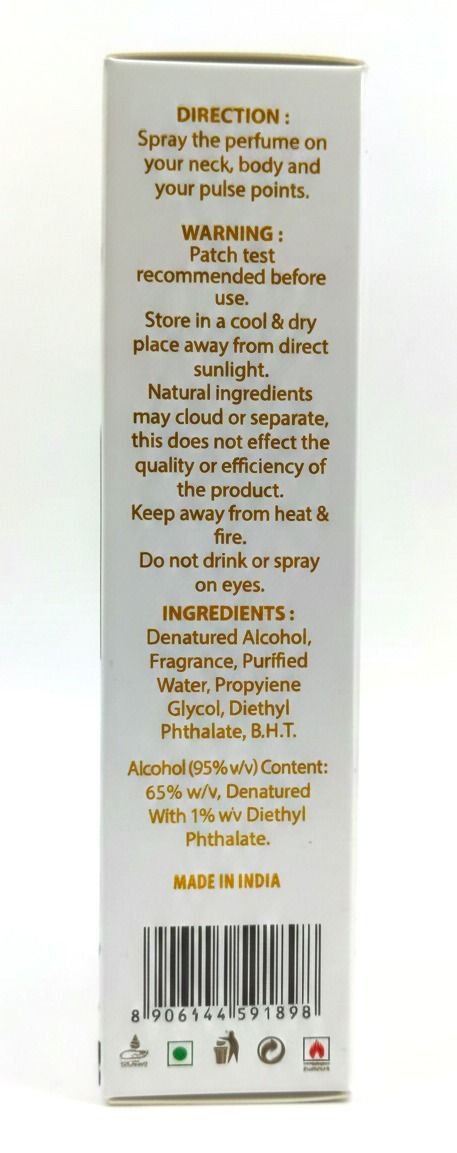 DIRECTION :
Spray the perfume on
your neck, body and
your pulse points.
WARNING :
Patch test
recommended before
use.
Store in a cool & dry
place away from direct
sunlight.
Natural ingredients
may cloud or separate,
this does not effect the
quality or efficiency of
the product.
Keep away from heat &
fire.
Do not drink or spray
on eyes.
INGREDIENTS :
Denatured Alcohol,
Fragrance, Purified
Water, Propyiene
Glycol, Diethyl
Phthalate, B.H.T.
Alcohol (95% w/v) Content:
65% w/v, Denatured
With 1% w/v Diethyl
Phthalate.
MADE IN INDIA
8 906144 591898